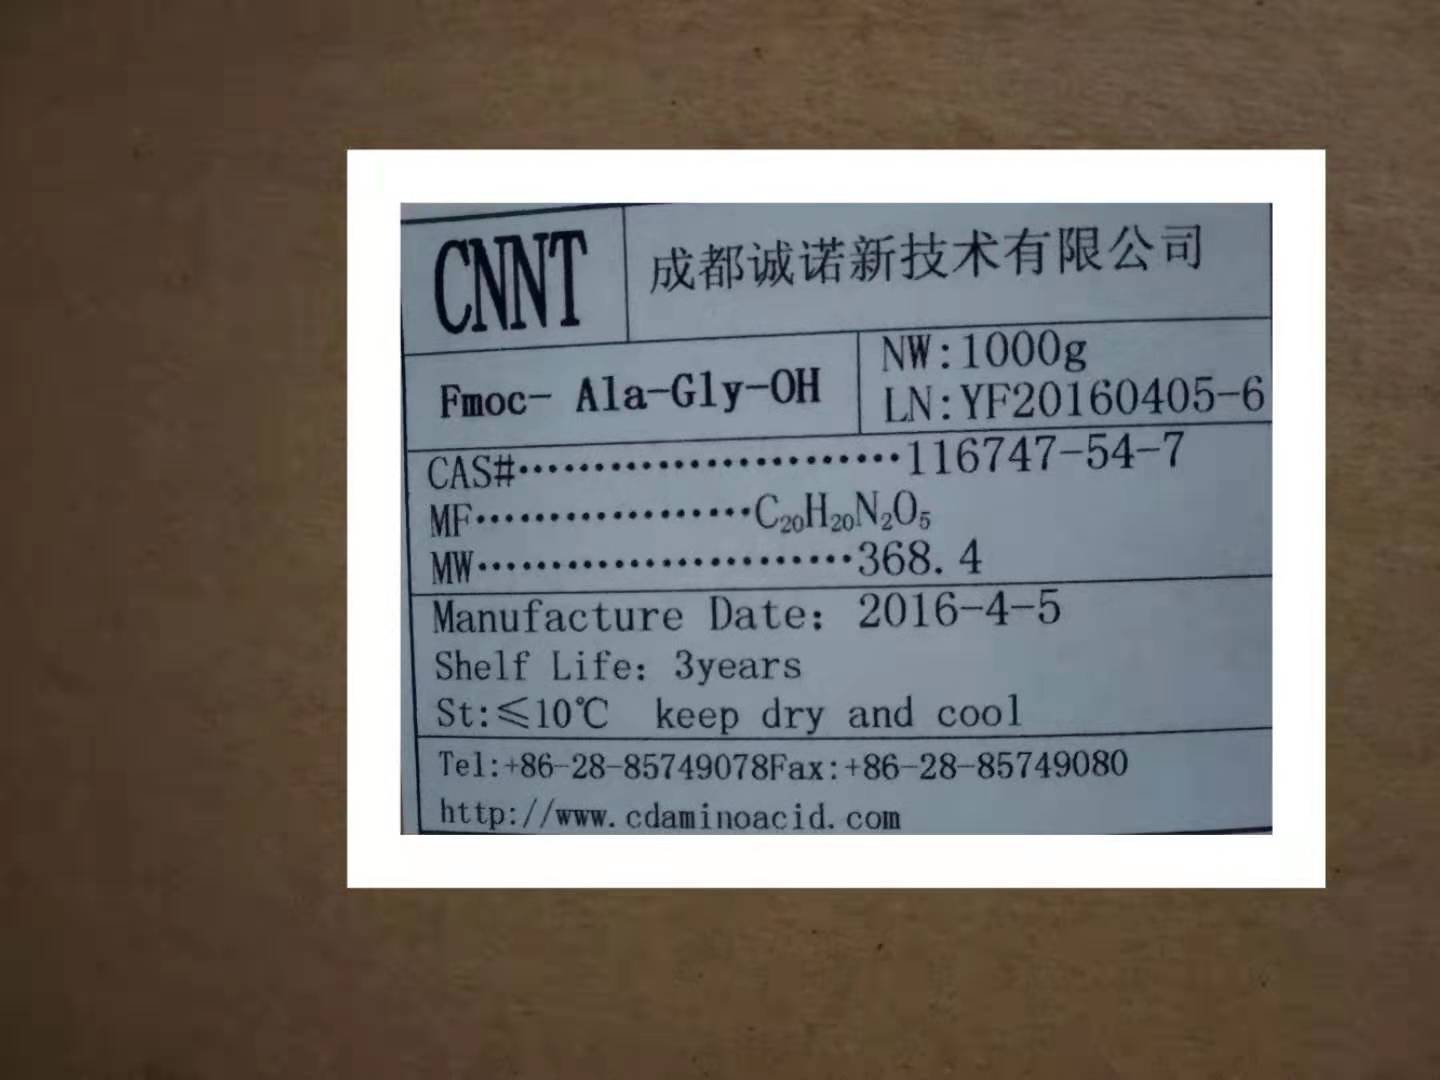 CNNT
成都诚诺新技术有限公司
Fmoc- Ala-Gly-OH
NW:1000g
LN:YF20160405-6
CAS#························116747-54-7
MF··················C₂₀H₂₀N₂O₅
MW·························368.4
Manufacture Date: 2016-4-5
Shelf Life: 3years
St:≤10℃ keep dry and cool
Tel:+86-28-85749078Fax:+86-28-85749080
http://www.cdaminoacid.com